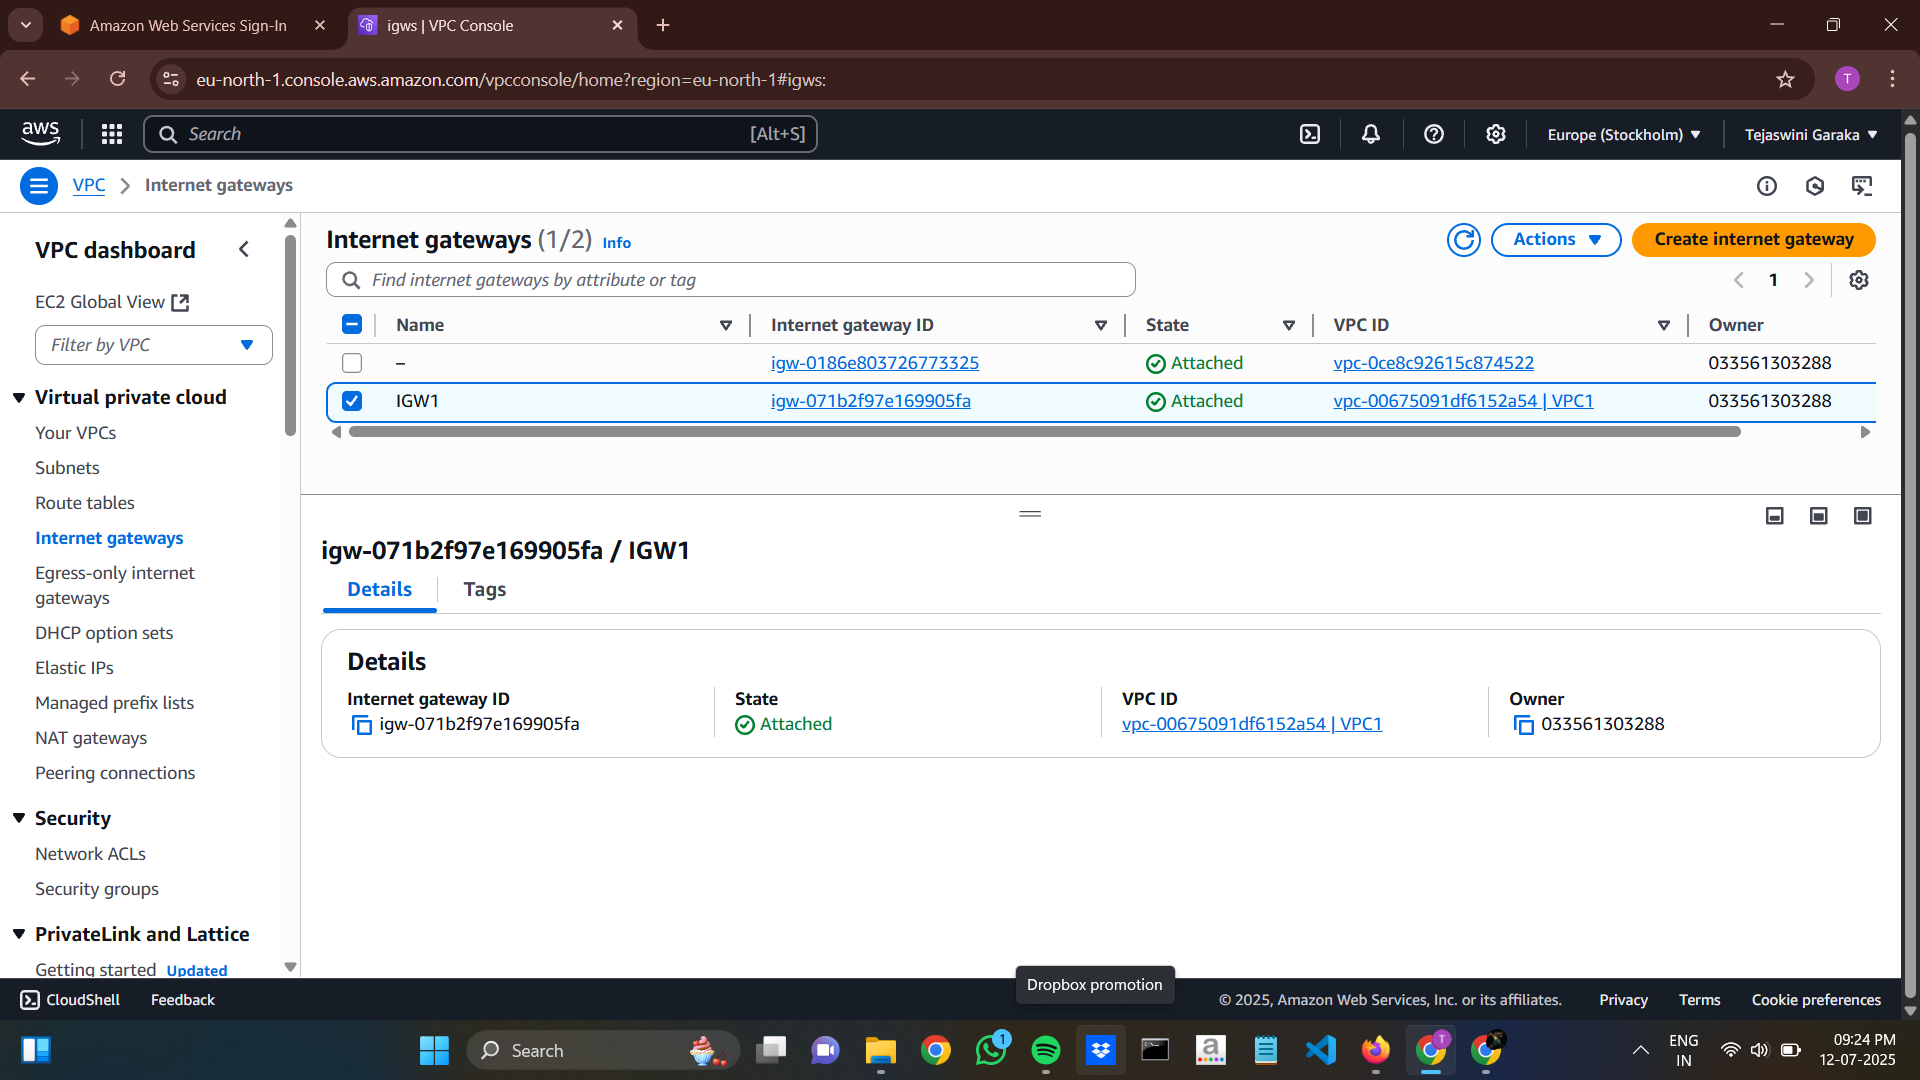 Amazon Web Services Sign-In
igws | VPC Console
eu-north-1.console.aws.amazon.com/vpcconsole/home?region=eu-north-1#igws:
T
aws
Search
[Alt+S]
Europe (Stockholm)
Tejaswini Garaka
VPC
Internet gateways
VPC dashboard
EC2 Global View
Filter by VPC
Virtual private cloud
Your VPCs
Subnets
Route tables
Internet gateways
Egress-only internet
gateways
DHCP option sets
Elastic IPs
Managed prefix lists
NAT gateways
Peering connections
Security
Network ACLs
Security groups
PrivateLink and Lattice
Getting started Updated
Internet gateways (1/2) Info
Actions
Create internet gateway
Find internet gateways by attribute or tag
1
Name Internet gateway ID State VPC ID Owner
– igw-0186e803726773325 Attached vpc-0ce8c92615c874522 033561303288
IGW1 igw-071b2f97e169905fa Attached vpc-00675091df6152a54 | VPC1 033561303288
igw-071b2f97e169905fa / IGW1
Details Tags
Details
Internet gateway ID State VPC ID Owner
igw-071b2f97e169905fa Attached vpc-00675091df6152a54 | VPC1 033561303288
Dropbox promotion
CloudShell Feedback © 2025, Amazon Web Services, Inc. or its affiliates. Privacy Terms Cookie preferences
Search
1
a
T
ENG
IN
09:24 PM
12-07-2025